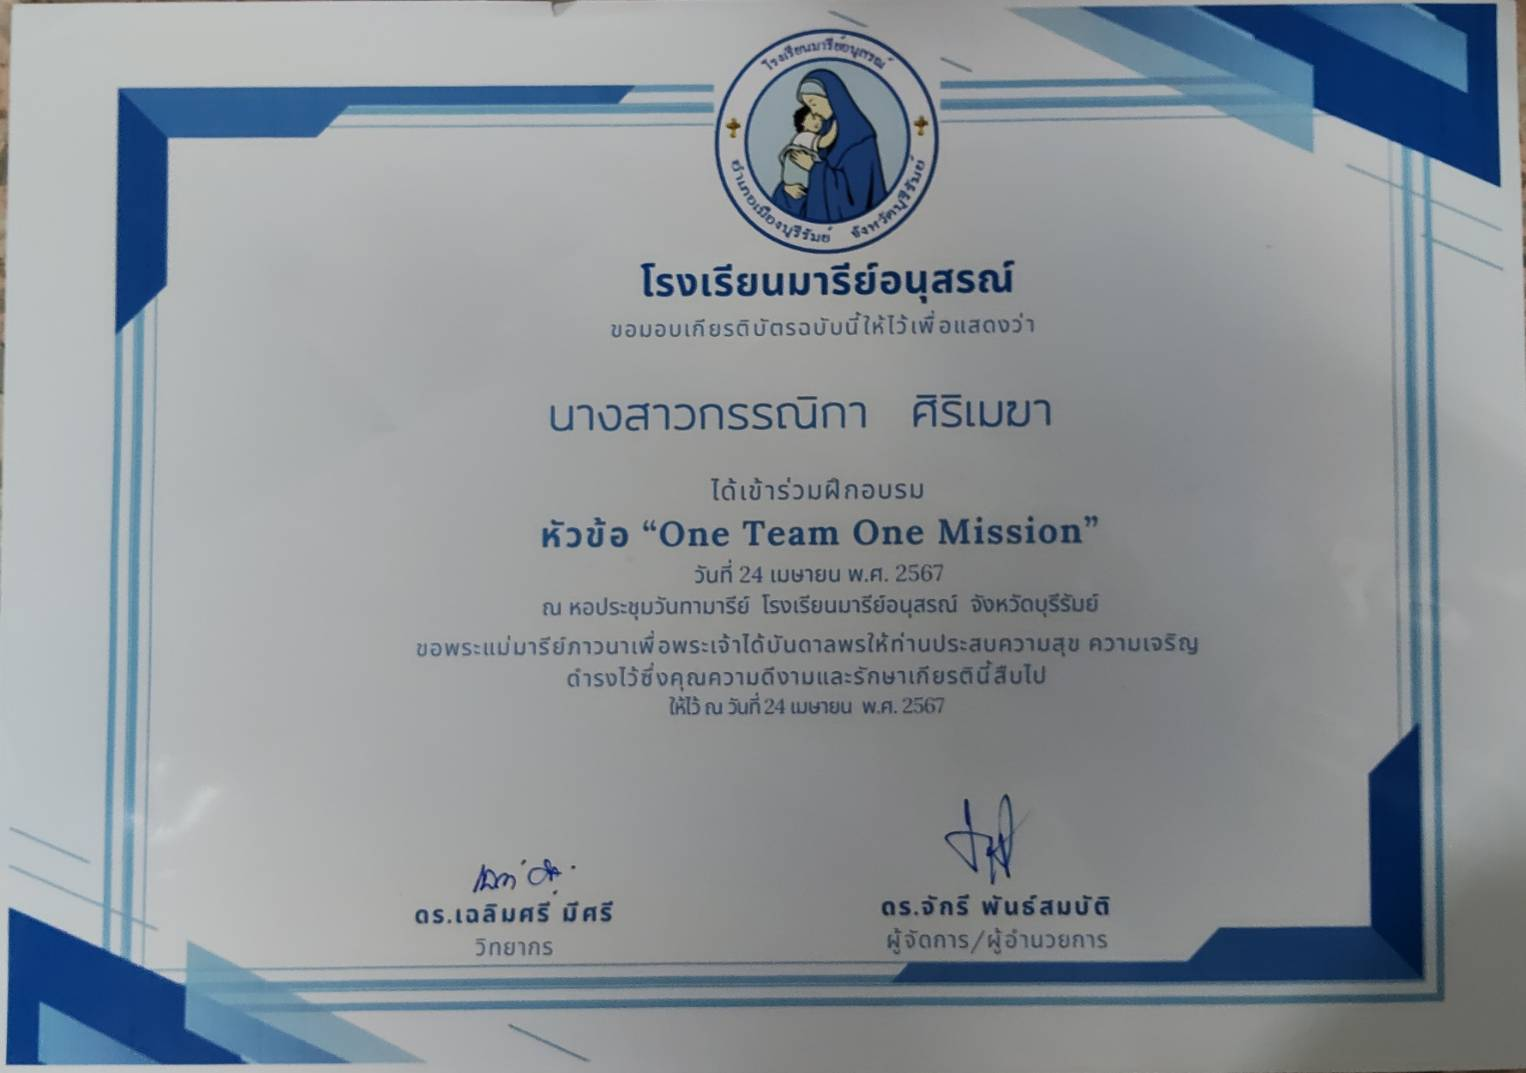 โรงเรียนมารีย์อนุสรณ์
อำเภอเมืองบุรีรัมย์ จังหวัดบุรีรัมย์
โรงเรียนมารีย์อนุสรณ์
ขอมอบเกียรติบัตรฉบับนี้ให้ไว้เพื่อแสดงว่า
นางสาวกรรณิกา ศิริเมฆา
ได้เข้าร่วมฝึกอบรม
หัวข้อ “One Team One Mission”
วันที่ 24 เมษายน พ.ศ. 2567
ณ หอประชุมวันทามารีย์ โรงเรียนมารีย์อนุสรณ์ จังหวัดบุรีรัมย์
ขอพระแม่มารีย์ภาวนาเพื่อพระเจ้าได้บันดาลพรให้ท่านประสบความสุข ความเจริญ
ดำรงไว้ซึ่งคุณความดีงามและรักษาเกียรตินี้สืบไป
ให้ไว้ ณ วันที่ 24 เมษายน พ.ศ. 2567
ดร.เฉลิมศรี มีศรี
วิทยากร
ดร.จักรี พันธ์สมบัติ
ผู้จัดการ/ผู้อำนวยการ